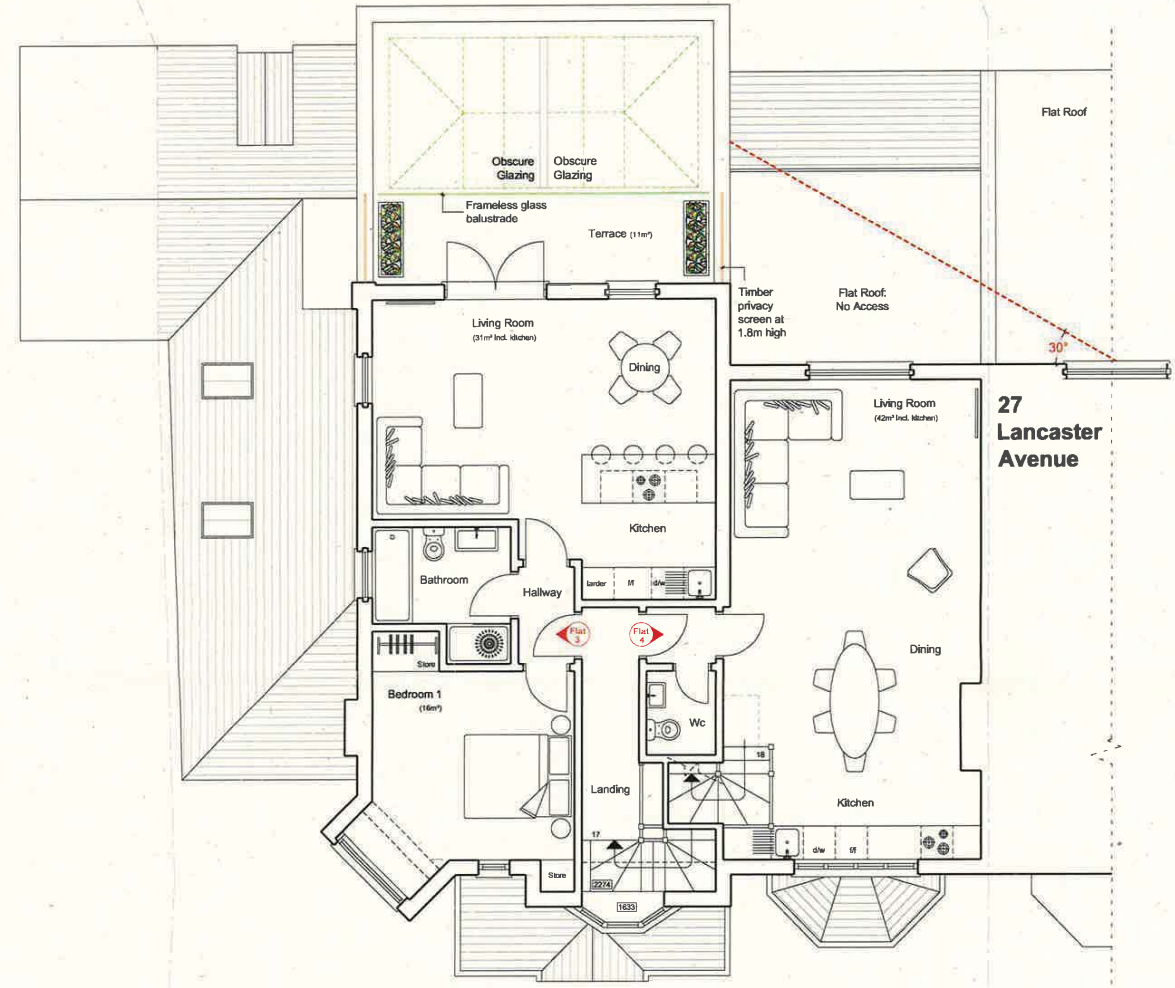 Flat Roof
Obscure
Glazing
Obscure
Glazing
Frameless glass
balustrade
Terrace (11m²)
Timber
privacy
screen at
1.8m high
Flat Roof:
No Access
30°
Living Room
(31m² Incl. kitchen)
Dining
Living Room
(42m² Incl. kitchen)
27
Lancaster
Avenue
Kitchen
larder
f/f
d/w
Bathroom
Hallway
Flat
3
Flat
4
Store
Bedroom 1
(16m²)
Dining
Wc
18
Landing
Kitchen
17
d/w
f/f
Store
2274
1633